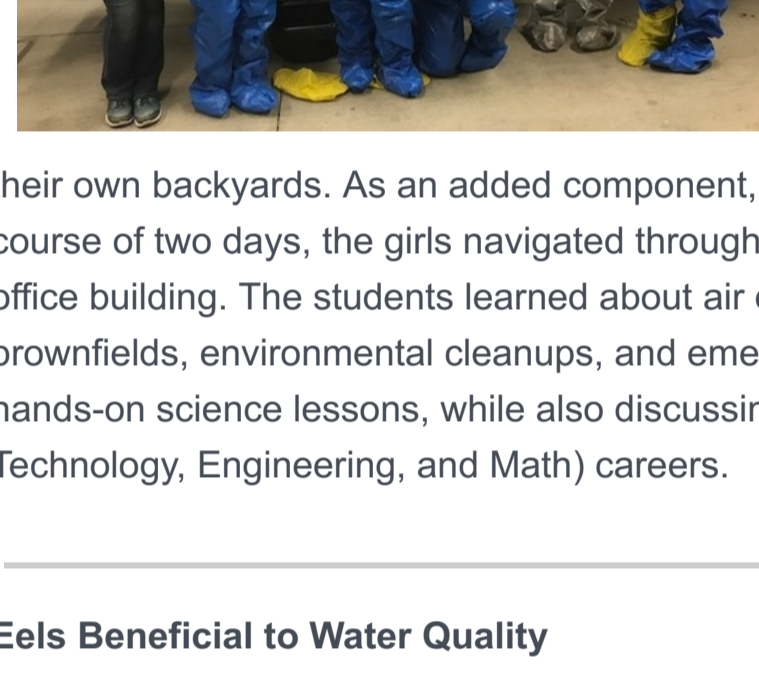 heir own backyards. As an added component,
course of two days, the girls navigated through
office building. The students learned about air
brownfields, environmental cleanups, and eme
hands-on science lessons, while also discussin
Technology, Engineering, and Math) careers.
Eels Beneficial to Water Quality